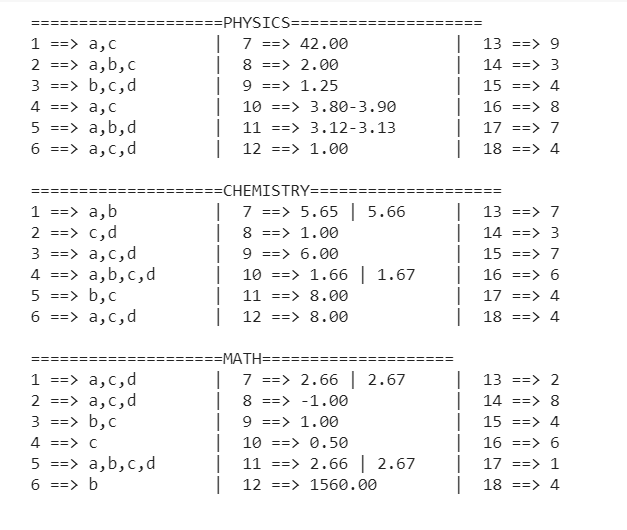 ====================PHYSICS====================
1 ==> a,c | 7 ==> 42.00 | 13 ==> 9
2 ==> a,b,c | 8 ==> 2.00 | 14 ==> 3
3 ==> b,c,d | 9 ==> 1.25 | 15 ==> 4
4 ==> a,c | 10 ==> 3.80-3.90 | 16 ==> 8
5 ==> a,b,d | 11 ==> 3.12-3.13 | 17 ==> 7
6 ==> a,c,d | 12 ==> 1.00 | 18 ==> 4
====================CHEMISTRY====================
1 ==> a,b | 7 ==> 5.65 | 5.66 | 13 ==> 7
2 ==> c,d | 8 ==> 1.00 | 14 ==> 3
3 ==> a,c,d | 9 ==> 6.00 | 15 ==> 7
4 ==> a,b,c,d | 10 ==> 1.66 | 1.67 | 16 ==> 6
5 ==> b,c | 11 ==> 8.00 | 17 ==> 4
6 ==> a,c,d | 12 ==> 8.00 | 18 ==> 4
====================MATH====================
1 ==> a,c,d | 7 ==> 2.66 | 2.67 | 13 ==> 2
2 ==> a,c,d | 8 ==> -1.00 | 14 ==> 8
3 ==> b,c | 9 ==> 1.00 | 15 ==> 4
4 ==> c | 10 ==> 0.50 | 16 ==> 6
5 ==> a,b,c,d | 11 ==> 2.66 | 2.67 | 17 ==> 1
6 ==> b | 12 ==> 1560.00 | 18 ==> 4